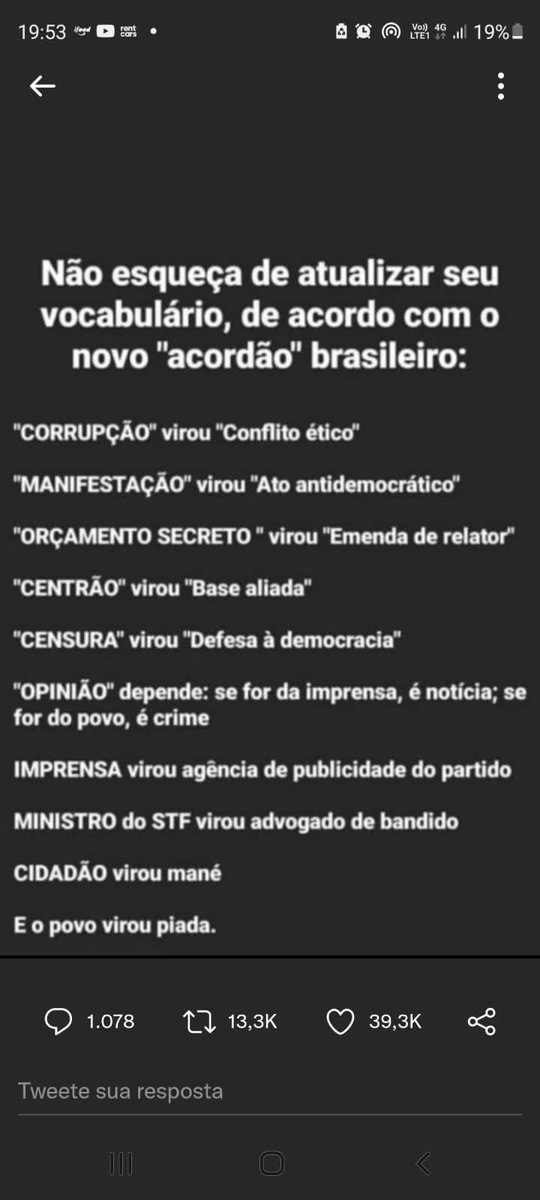 19:53 ifood rent cars Vo)) LTE1 4G 19%
Não esqueça de atualizar seu
vocabulário, de acordo com o
novo "acordão" brasileiro:
"CORRUPÇÃO" virou "Conflito ético"
"MANIFESTAÇÃO" virou "Ato antidemocrático"
"ORÇAMENTO SECRETO " virou "Emenda de relator"
"CENTRÃO" virou "Base aliada"
"CENSURA" virou "Defesa à democracia"
"OPINIÃO" depende: se for da imprensa, é notícia; se
for do povo, é crime
IMPRENSA virou agência de publicidade do partido
MINISTRO do STF virou advogado de bandido
CIDADÃO virou mané
E o povo virou piada.
1.078 13,3K 39,3K
Tweete sua resposta